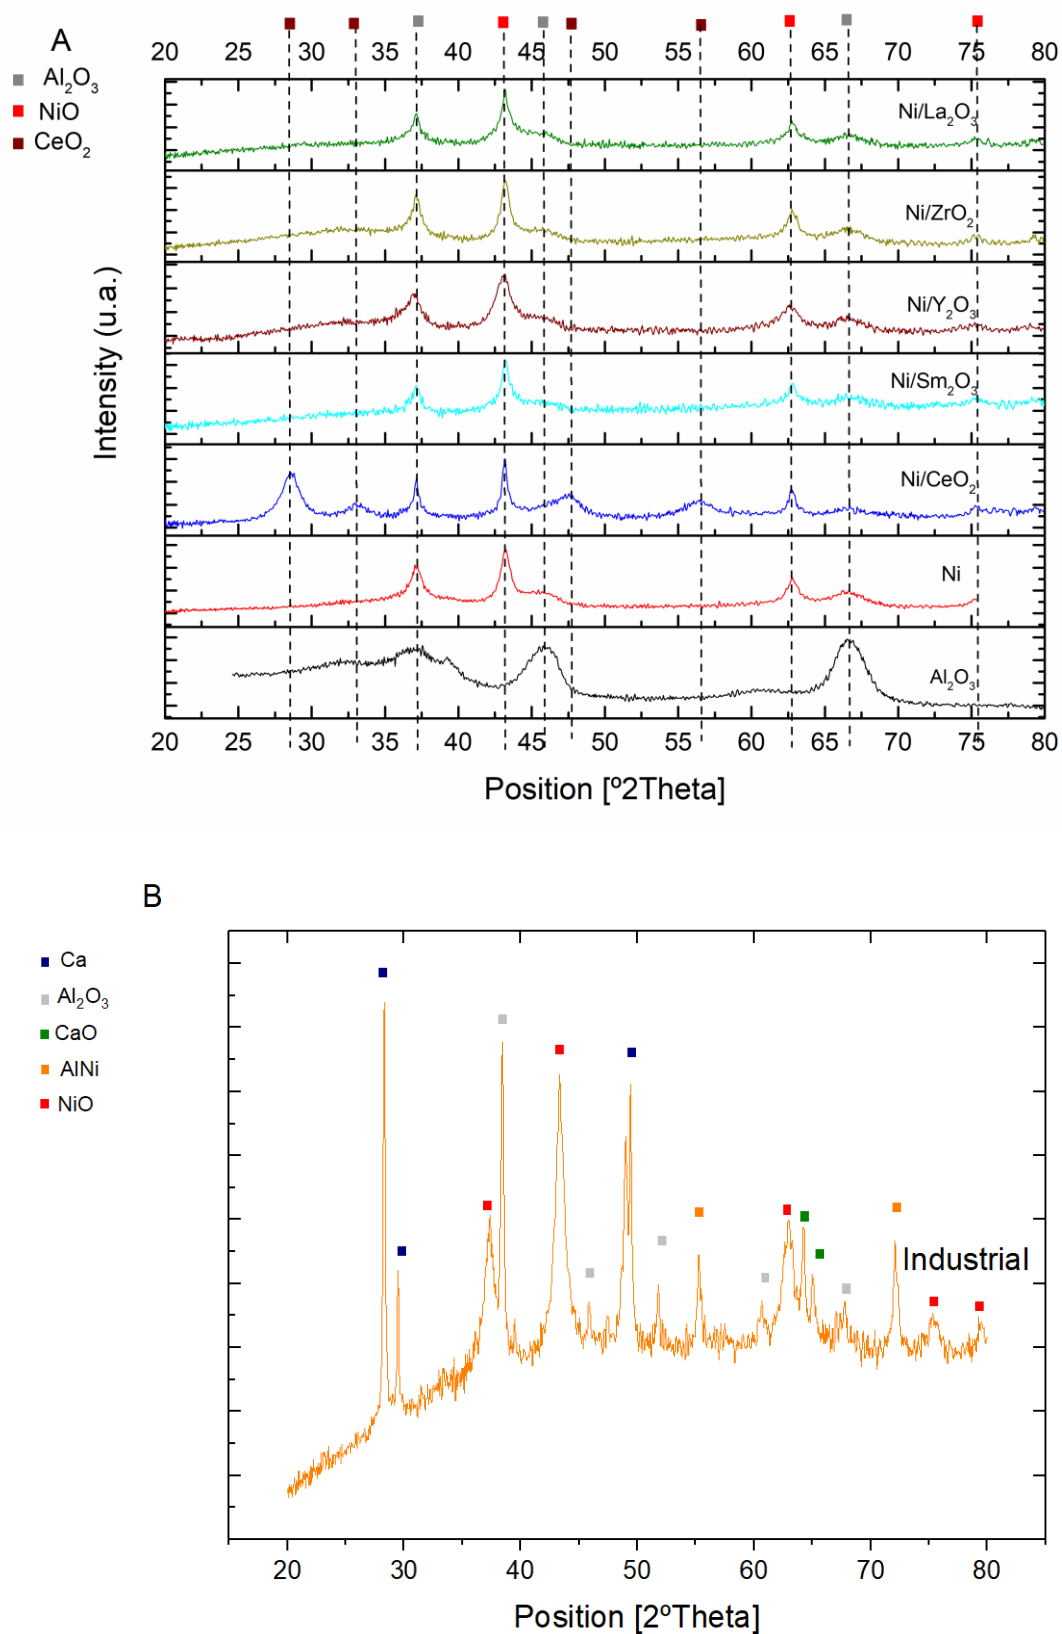 A
20 25 30 35 40 45 50 55 60 65 70 75 80
Al₂O₃
NiO
CeO₂
Ni/La₂O₃
Ni/ZrO₂
Ni/Y₂O₃
Ni/Sm₂O₃
Ni/CeO₂
Ni
Al₂O₃
Intensity (u.a.)
20 25 30 35 40 45 50 55 60 65 70 75 80
Position [º2Theta]
B
Ca
Al₂O₃
CaO
AlNi
NiO
Industrial
20 30 40 50 60 70 80
Position [2ºTheta]